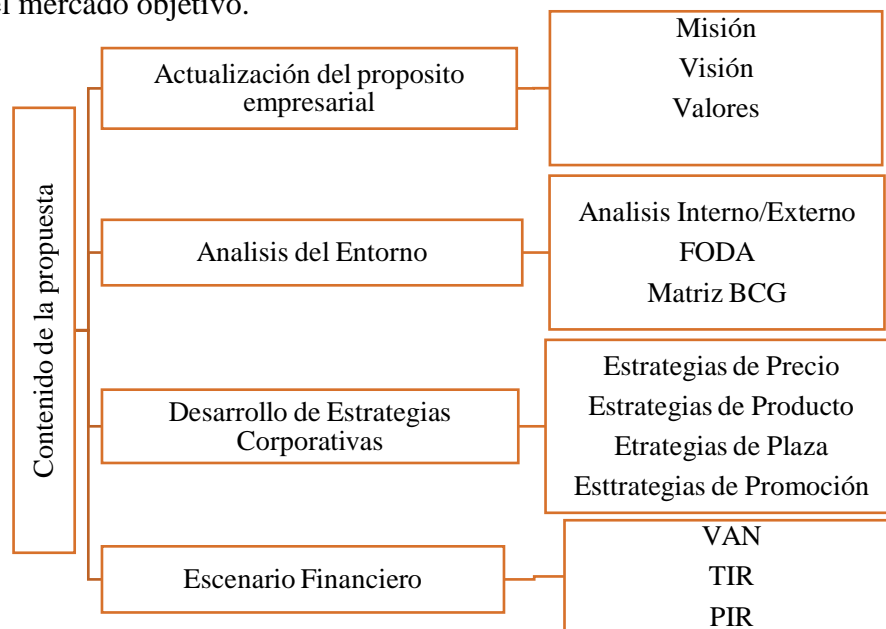 el mercado objetivo.
Contenido de la propuesta
Actualización del proposito
empresarial
Misión
Visión
Valores
Analisis del Entorno
Analisis Interno/Externo
FODA
Matriz BCG
Desarrollo de Estrategias
Corporativas
Estrategias de Precio
Estrategias de Producto
Etrategias de Plaza
Esttrategias de Promoción
Escenario Financiero
VAN
TIR
PIR